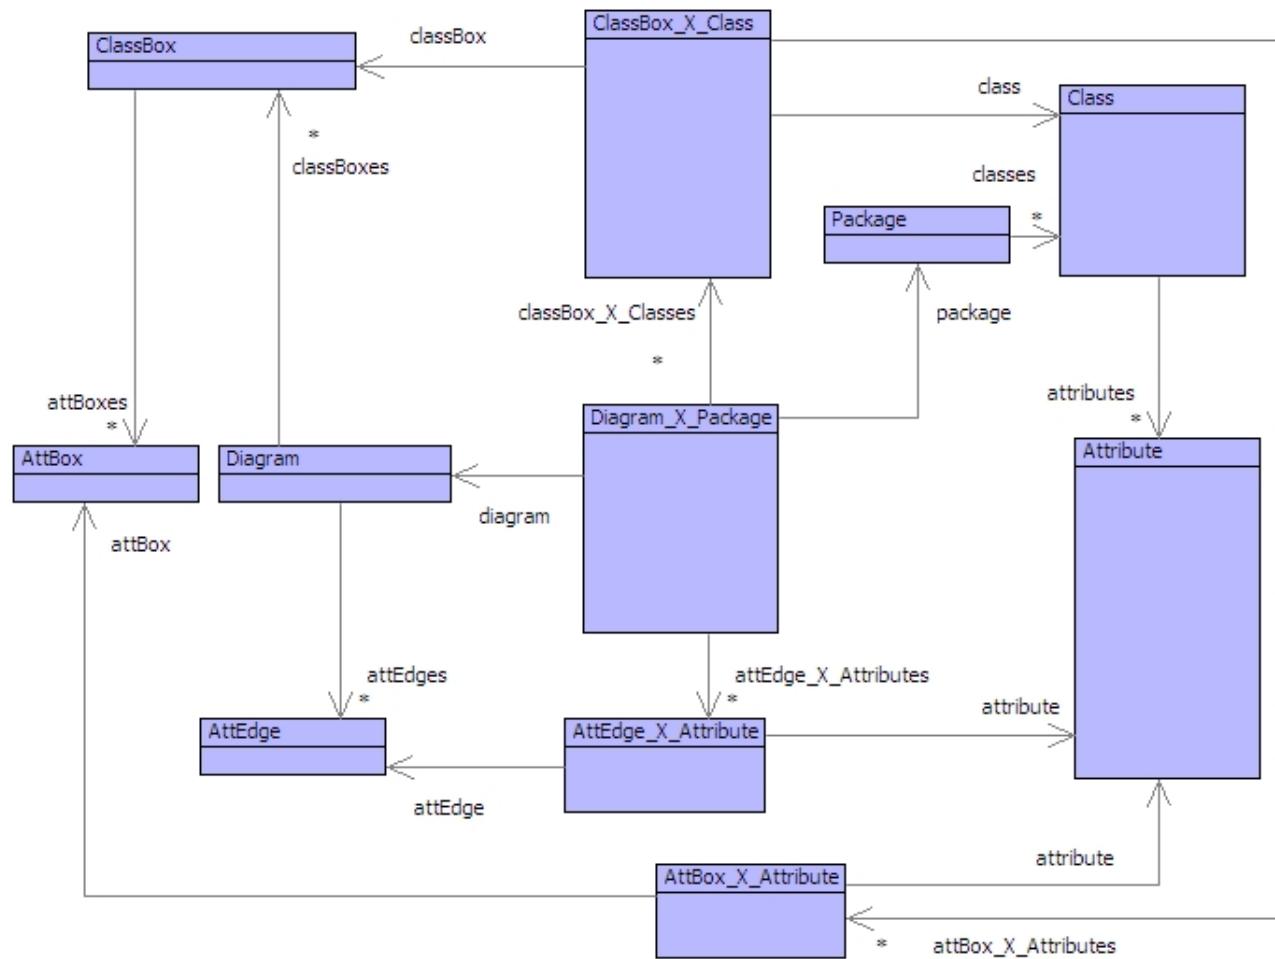 ClassBox_X_Class
classBox
ClassBox
class
Class
*
classBoxes
classes
Package
*
classBox_X_Classes
package
*
attBoxes
*
attributes
*
Diagram_X_Package
AttBox
Diagram
Attribute
diagram
attBox
attEdges
*
attEdge_X_Attributes
*
attribute
AttEdge
AttEdge_X_Attribute
attEdge
attribute
AttBox_X_Attribute
*
attBox_X_Attributes